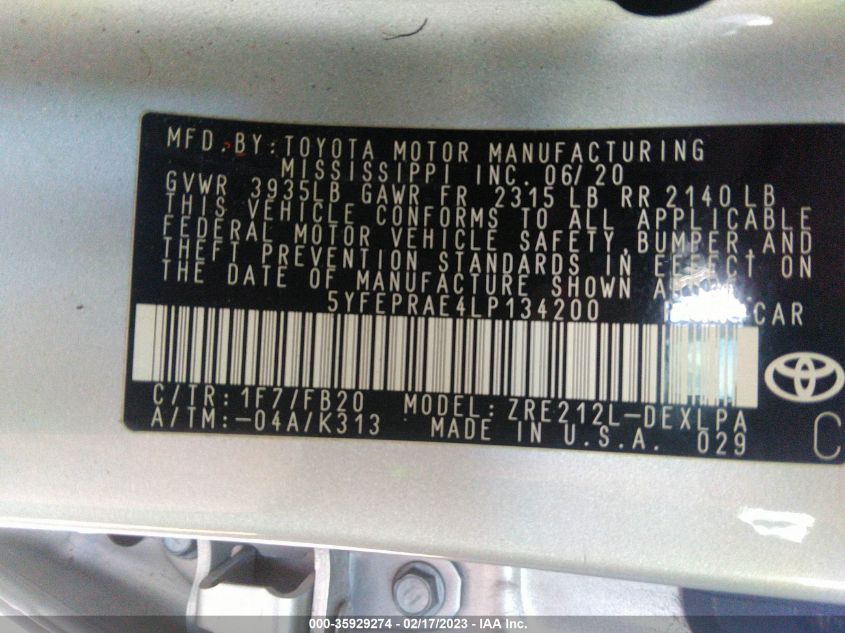 MFD.BY:TOYOTA MOTOR MANUFACTURING
MISSISSIPPI INC. 06/20
GVWR 3935LB GAWR FR 2315 LB RR 2140 LB
THIS VEHICLE CONFORMS TO ALL APPLICABLE
FEDERAL MOTOR VEHICLE SAFETY,BUMPER,AND
THEFT PREVENTION STANDARDS IN EFFECT ON
THE DATE OF MANUFACTURE SHOWN
5YFEPRAE4LP134200 CAR
C/TR: 1F7/FB20 MODEL: ZRE212L-DEXLPA
A/TM:-04A/K313 MADE IN U.S.A. 029
C
000-35929274 - 02/17/2023 - IAA Inc.